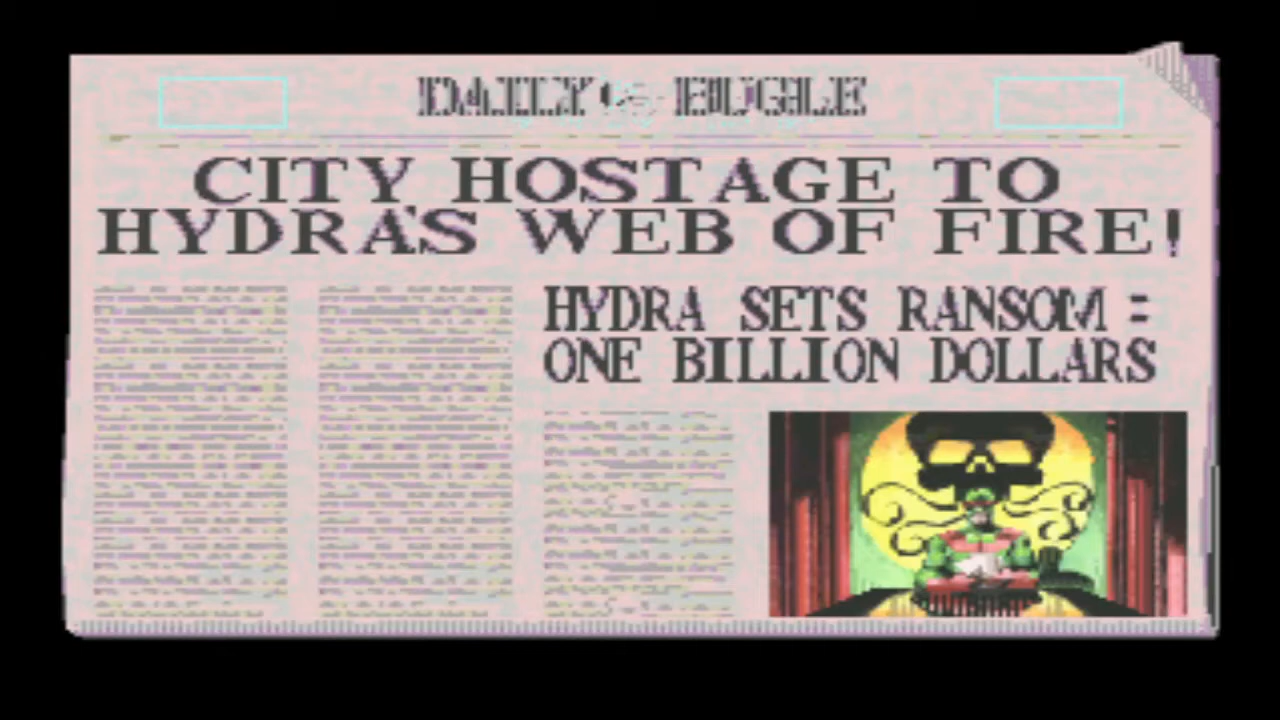 DAILY BUGLE
CITY HOSTAGE TO
HYDRA'S WEB OF FIRE!
HYDRA SETS RANSOM :
ONE BILLION DOLLARS